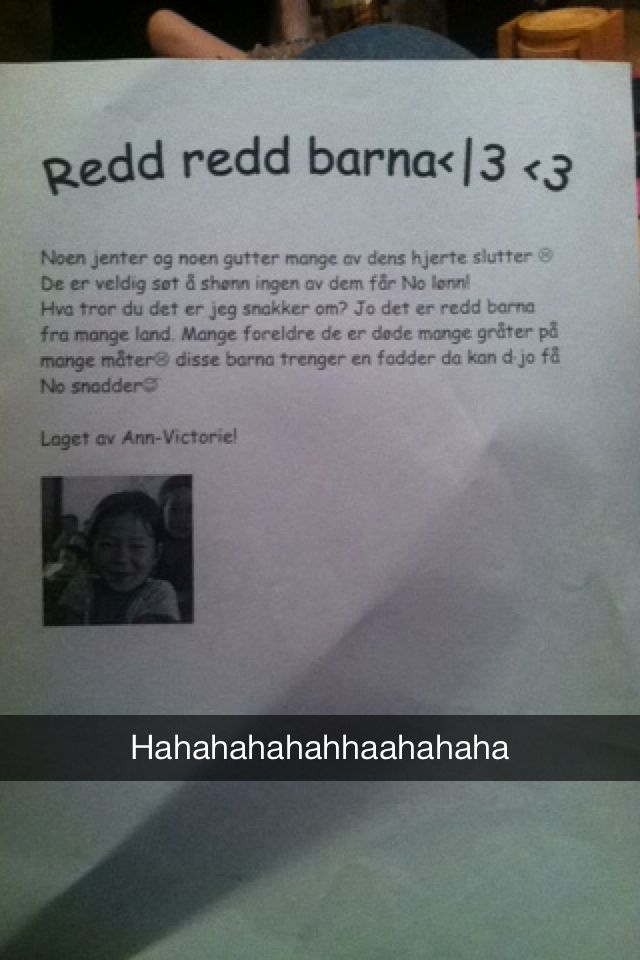 Redd redd barna<|3 <3
Noen jenter og noen gutter mange av dens hjerte slutter ☹
De er veldig søt å shønn ingen av dem får No lønn!
Hva tror du det er jeg snakker om? Jo det er redd barna
fra mange land. Mange foreldre de er døde mange gråter på
mange måter☹ disse barna trenger en fadder da kan d jo få
No snadder☺
Laget av Ann-Victorie!
Hahahahahahhaahahaha